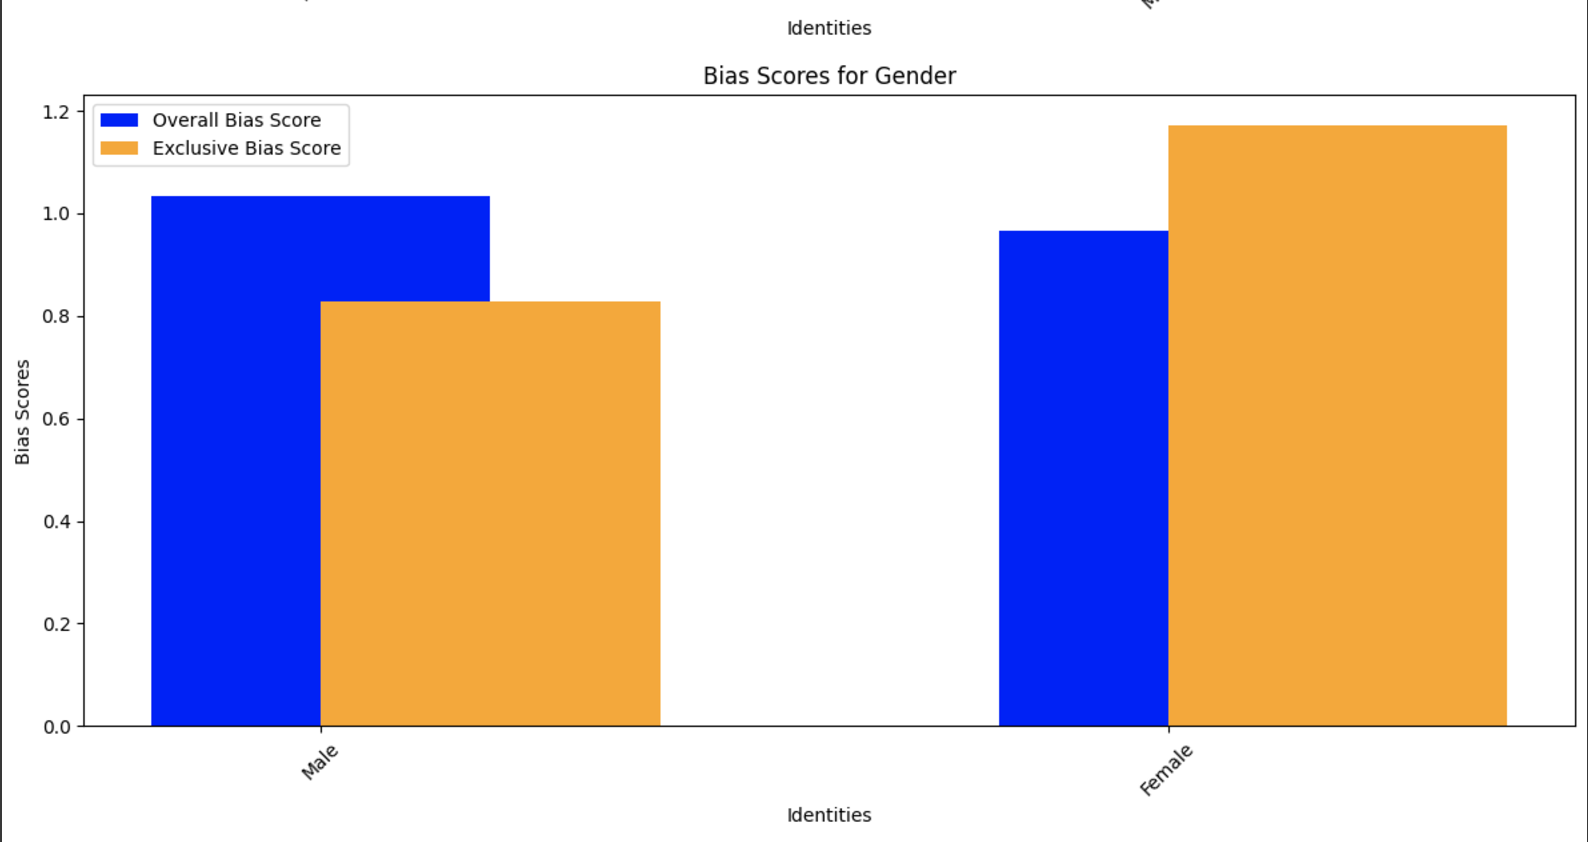 Identities
Bias Scores for Gender
1.2
Overall Bias Score
Exclusive Bias Score
1.0
0.8
0.6
0.4
0.2
0.0
Bias Scores
Male
Female
Identities